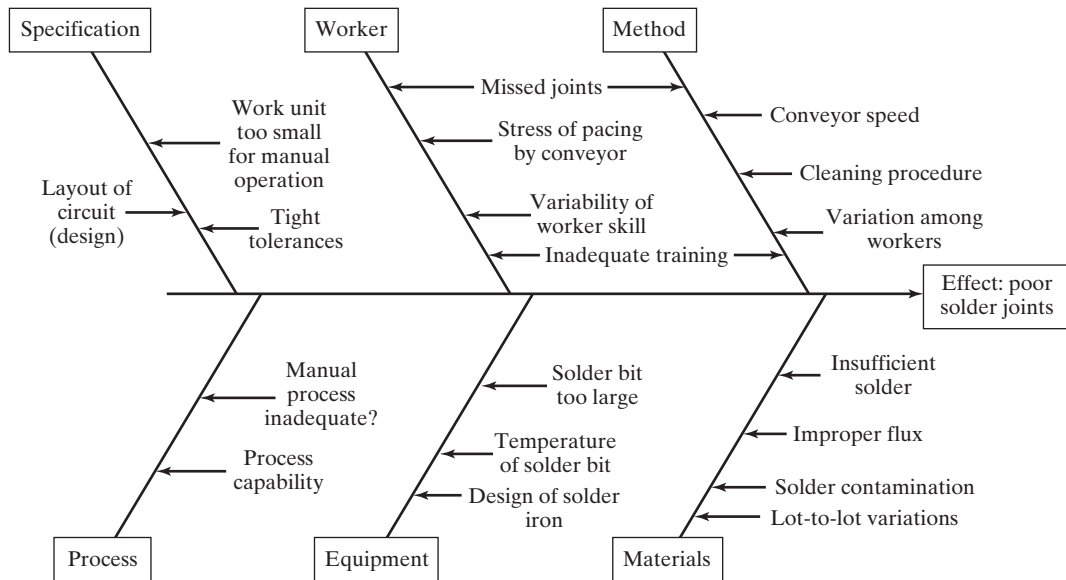 Specification
Worker
Method
Missed joints
Work unit
too small
for manual
operation
Stress of pacing
by conveyor
Conveyor speed
Cleaning procedure
Layout of
circuit
(design)
Tight
tolerances
Variability of
worker skill
Variation among
workers
Inadequate training
Effect: poor
solder joints
Manual
process
inadequate?
Solder bit
too large
Insufficient
solder
Process
capability
Temperature
of solder bit
Improper flux
Design of solder
iron
Solder contamination
Lot-to-lot variations
Process
Equipment
Materials